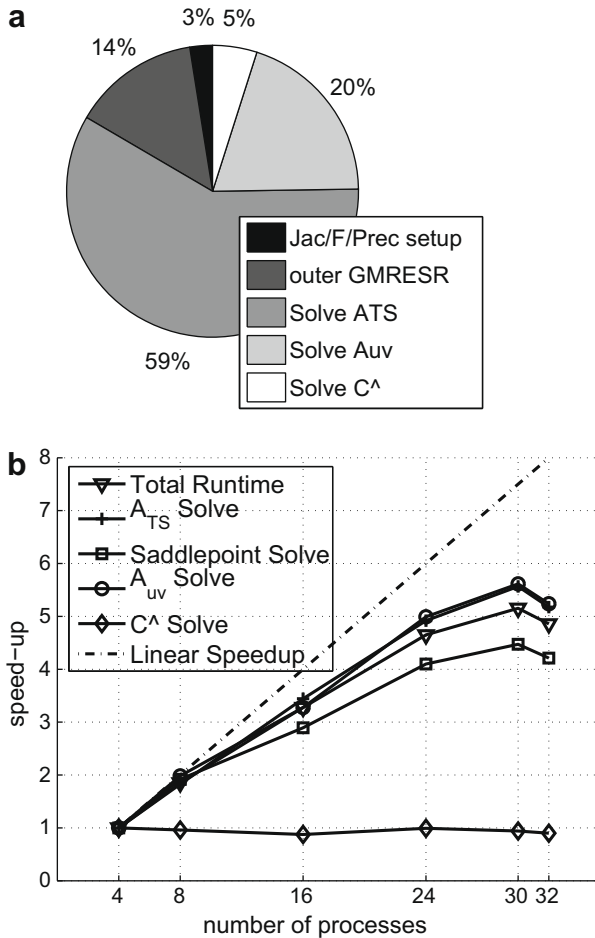 a
3% 5%
14%
20%
59%
Jac/F/Prec setup
outer GMRESR
Solve ATS
Solve Auv
Solve C^
b
8
7
6
5
4
3
2
1
0
speed-up
Total Runtime
A_TS Solve
Saddlepoint Solve
A_uv Solve
C^ Solve
Linear Speedup
4 8 16 24 30 32
number of processes